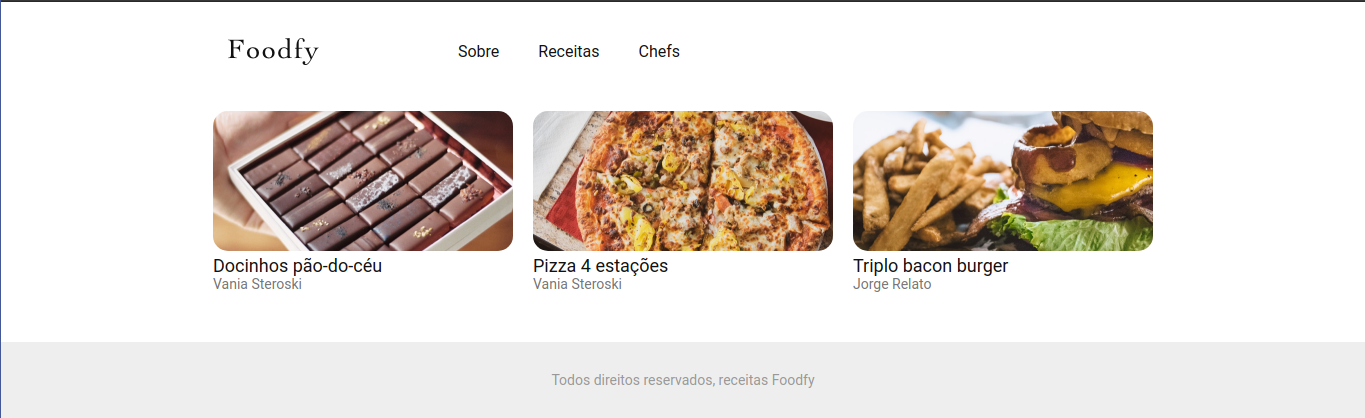 Foodfy
Sobre Receitas Chefs
Docinhos pão-do-céu
Vania Steroski
Pizza 4 estações
Vania Steroski
Triplo bacon burger
Jorge Relato
Todos direitos reservados, receitas Foodfy